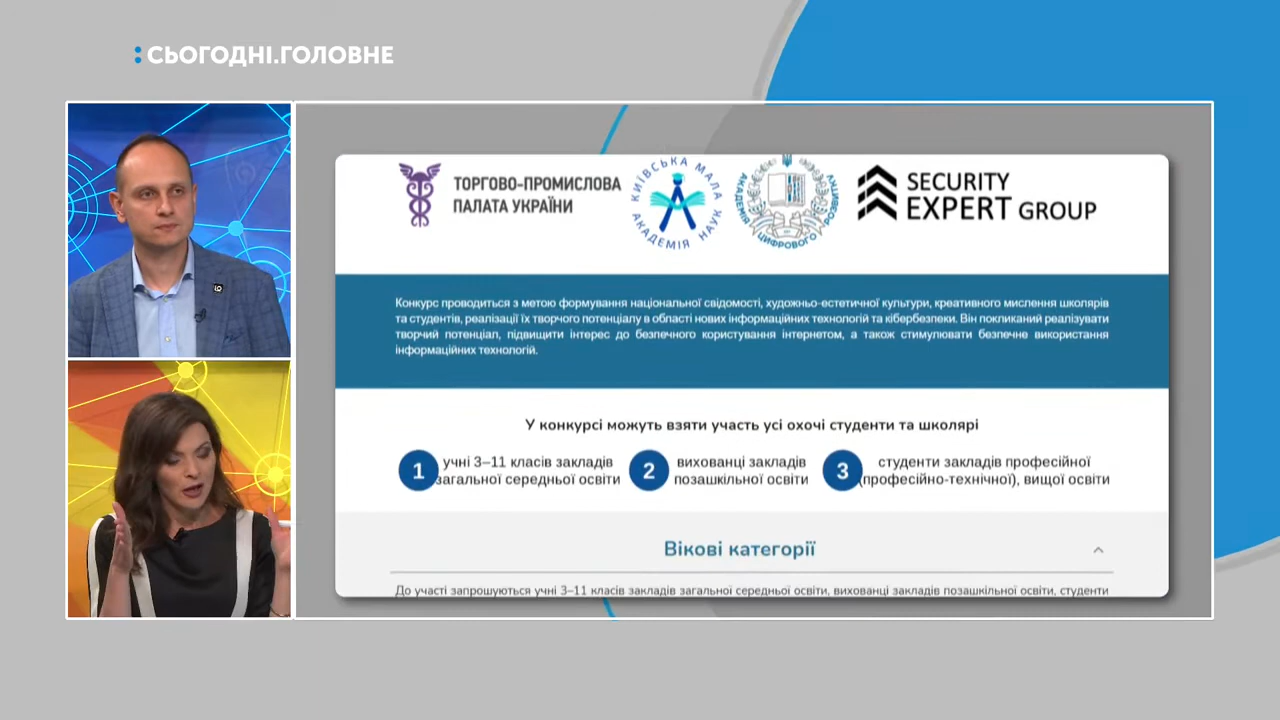 :СЬОГОДНІ.ГОЛОВНЕ
ТОРГОВО-ПРОМИСЛОВА
ПАЛАТА УКРАЇНИ
КИЇВСЬКА МАЛА
АКАДЕМІЯ НАУК
АКАДЕМІЯ ЦИФРОВОГО РОЗВИТКУ
SECURITY
EXPERT GROUP
Конкурс проводиться з метою формування національної свідомості, художньо-естетичної культури, креативного мислення школярів
та студентів, реалізації їх творчого потенціалу в області нових інформаційних технологій та кібербезпеки. Він покликаний реалізувати
творчий потенціал, підвищити інтерес до безпечного користування інтернетом, а також стимулювати безпечне використання
інформаційних технологій.
У конкурсі можуть взяти участь усі охочі студенти та школярі
1 учні 3–11 класів закладів
загальної середньої освіти
2 вихованці закладів
позашкільної освіти
3 студенти закладів професійної
(професійно-технічної), вищої освіти
Вікові категорії
До участі запрошуються учні 3–11 класів закладів загальної середньої освіти, вихованці закладів позашкільної освіти, студенти